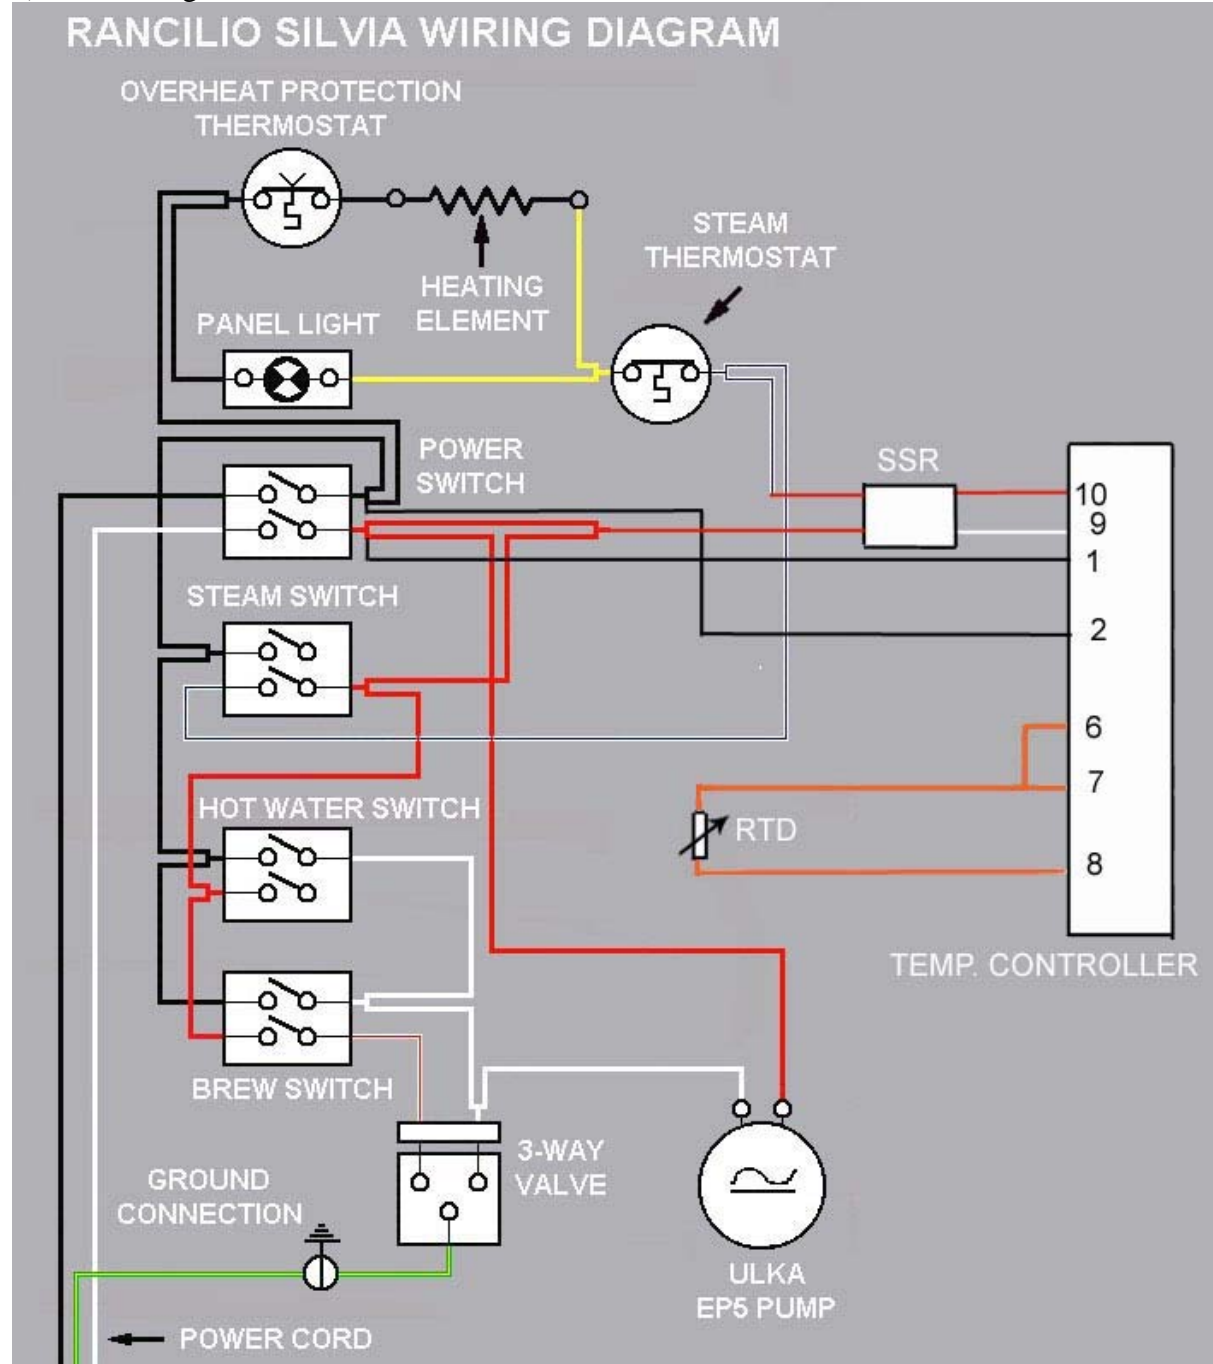 RANCILIO SILVIA WIRING DIAGRAM
OVERHEAT PROTECTION
THERMOSTAT
STEAM
THERMOSTAT
HEATING
ELEMENT
PANEL LIGHT
POWER
SWITCH
SSR
10
9
1
STEAM SWITCH
2
6
7
HOT WATER SWITCH
RTD
8
TEMP. CONTROLLER
BREW SWITCH
3-WAY
VALVE
GROUND
CONNECTION
ULKA
EP5 PUMP
POWER CORD